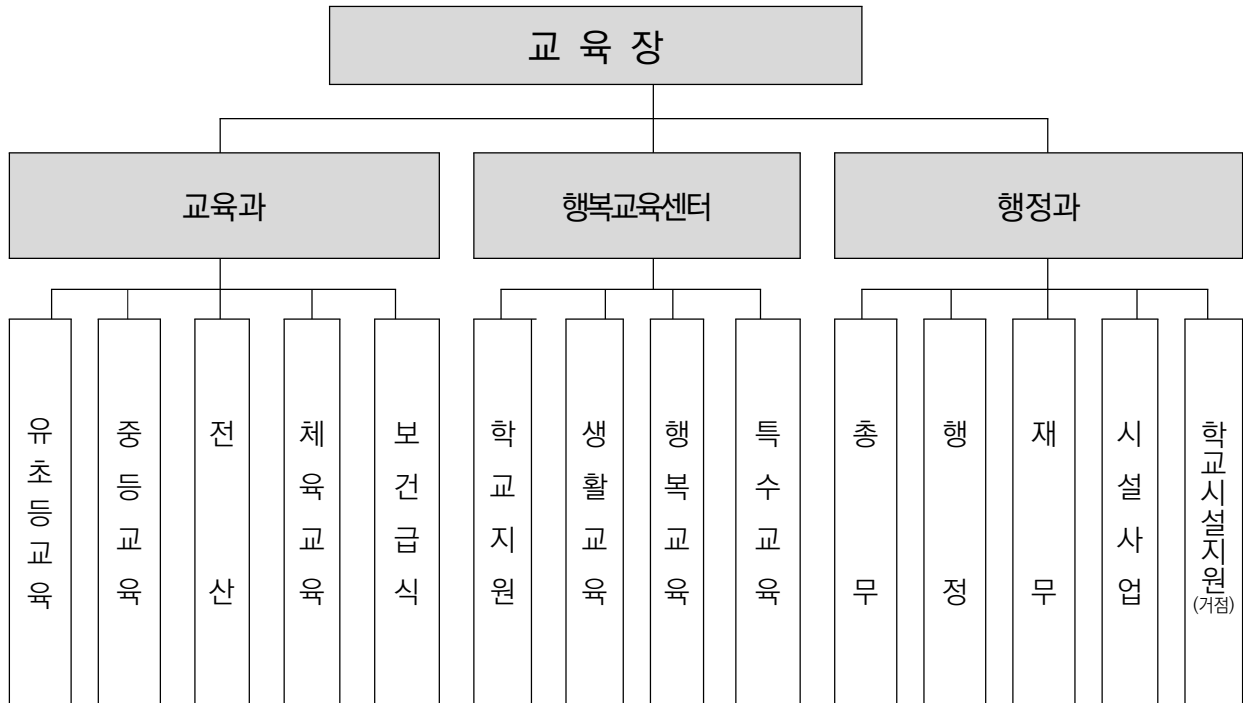 교 육 장
교육과
행복교육센터
행정과
유초등교육
중등교육
전산
체육교육
보건급식
학교지원
생활교육
행복교육
특수교육
총무
행정
재무
시설사업
학교시설지원
(거점)